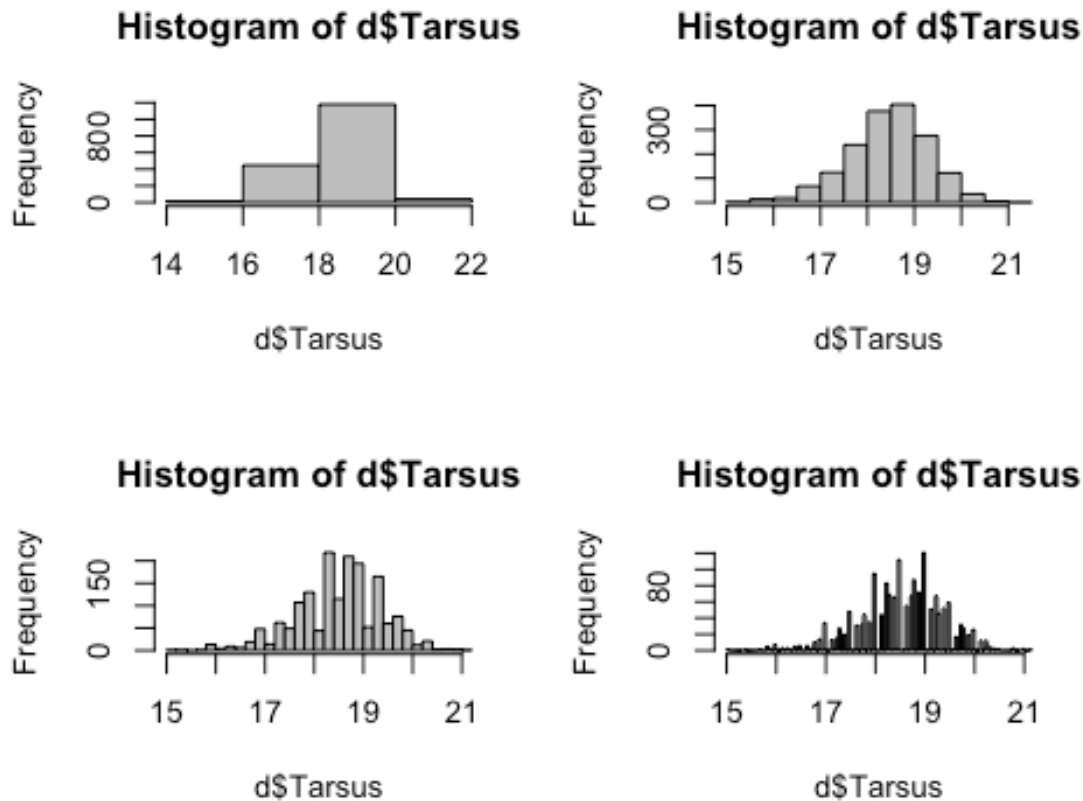 Histogram of d$Tarsus
Frequency
800
0
14 16 18 20 22
d$Tarsus
Histogram of d$Tarsus
Frequency
300
0
15 17 19 21
d$Tarsus
Histogram of d$Tarsus
Frequency
150
0
15 17 19 21
d$Tarsus
Histogram of d$Tarsus
Frequency
80
0
15 17 19 21
d$Tarsus